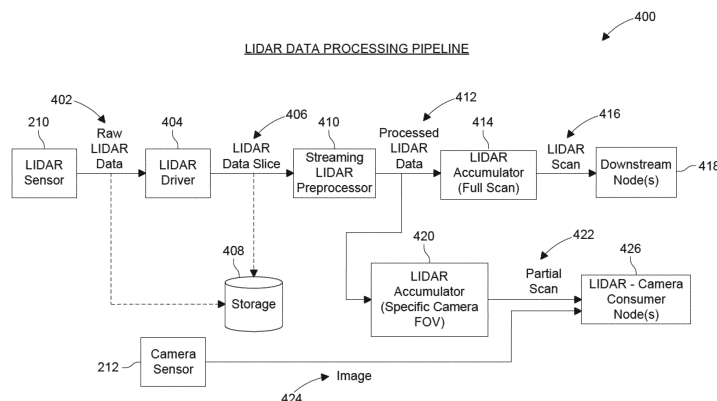 400
LIDAR DATA PROCESSING PIPELINE
402
406
412
416
210
Raw
LIDAR
Data
404
LIDAR
Data Slice
410
Processed
LIDAR
Data
414
LIDAR
Scan
LIDAR
Sensor
LIDAR
Driver
Streaming
LIDAR
Preprocessor
LIDAR
Accumulator
(Full Scan)
Downstream
Node(s)
418
408
Storage
420
LIDAR
Accumulator
(Specific Camera
FOV)
422
Partial
Scan
426
LIDAR - Camera
Consumer
Node(s)
212
Camera
Sensor
Image
424